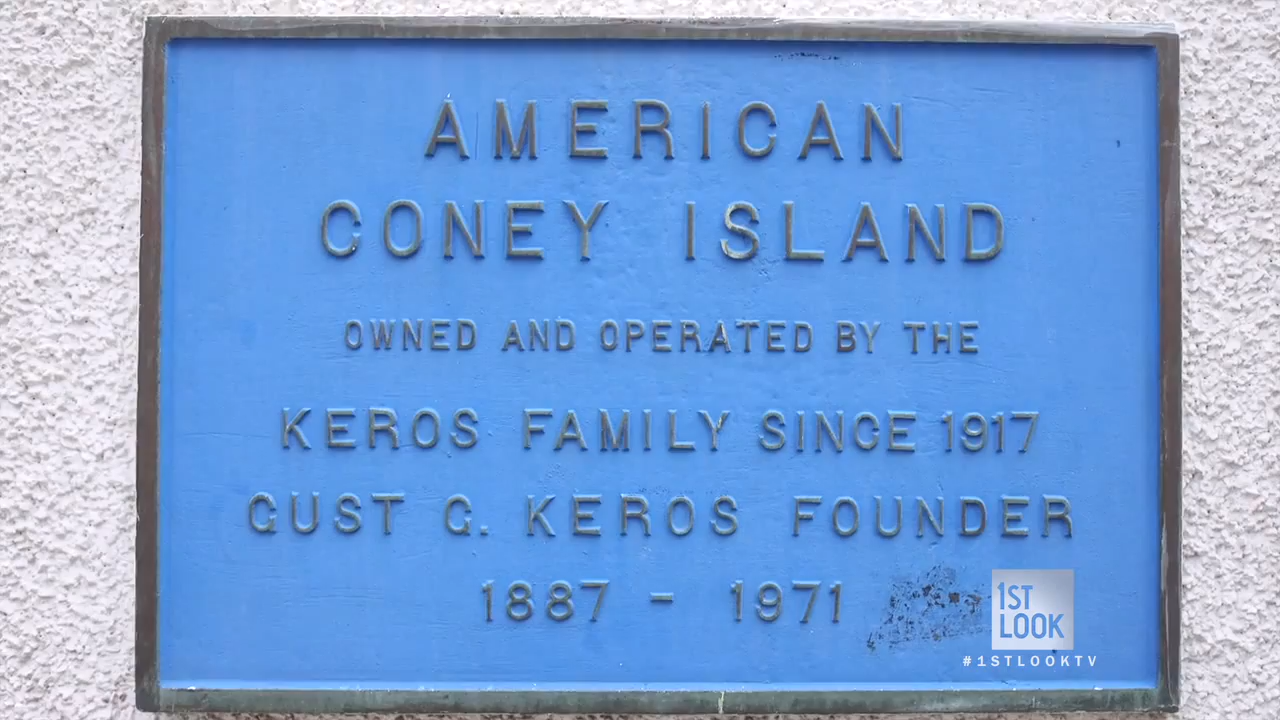 AMERICAN
CONEY ISLAND
OWNED AND OPERATED BY THE
KEROS FAMILY SINCE 1917
GUST G. KEROS FOUNDER
1887 - 1971
1ST
LOOK
#1STLOOKTV